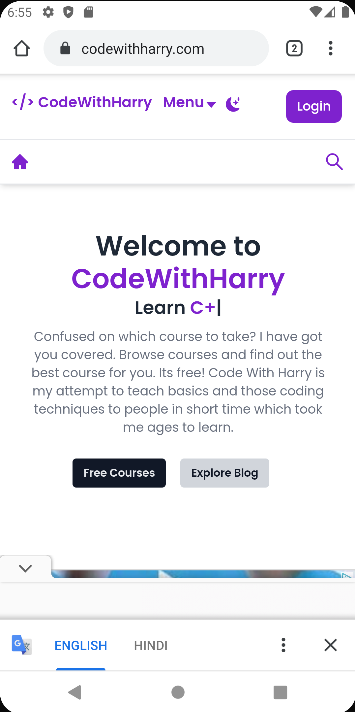 6:55
codewithharry.com
2
</> CodeWithHarry Menu
Login
Welcome to
CodeWithHarry
Learn C+|
Confused on which course to take? I have got
you covered. Browse courses and find out the
best course for you. Its free! Code With Harry is
my attempt to teach basics and those coding
techniques to people in short time which took
me ages to learn.
Free Courses Explore Blog
ENGLISH HINDI